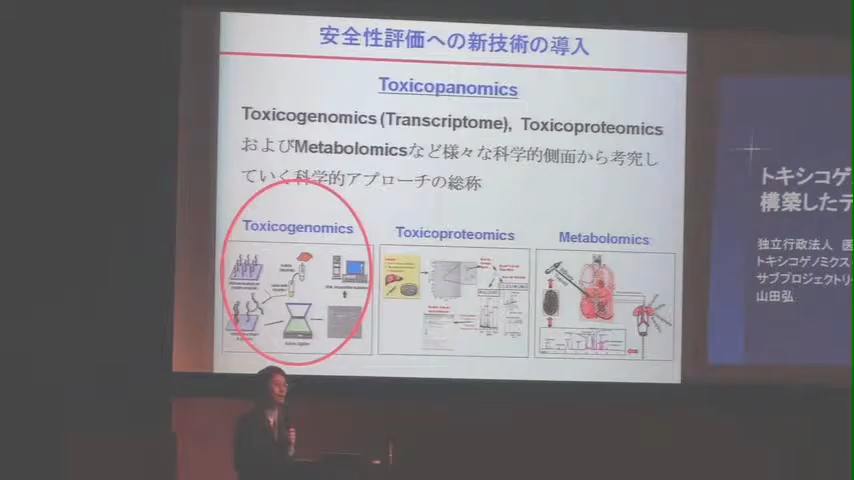 安全性評価への新技術の導入
Toxicopanomics
Toxicogenomics (Transcriptome), Toxicoproteomics
およびMetabolomicsなど様々な科学的側面から考究し
ていく科学的アプローチの総称
Toxicogenomics
Toxicoproteomics
Metabolomics
トキシコゲ
構築したデ
独立行政法人 医
トキシコゲノミクス
サブプロジェクトリ
山田弘